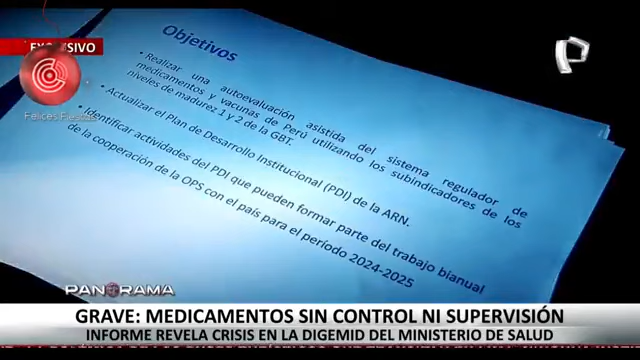 EXCLUSIVO
Felices Fiestas
Objetivos
• Realizar una autoevaluación asistida del sistema regulador de
medicamentos y vacunas de Perú utilizando los subindicadores de los
niveles de madurez 1 y 2 de la GBT.
• Actualizar el Plan de Desarrollo Institucional (PDI) de la ARN.
• Identificar actividades del PDI que pueden formar parte del trabajo bianual
de la cooperación de la OPS con el país para el período 2024-2025
PANORAMA
GRAVE: MEDICAMENTOS SIN CONTROL NI SUPERVISIÓN
INFORME REVELA CRISIS EN LA DIGEMID DEL MINISTERIO DE SALUD